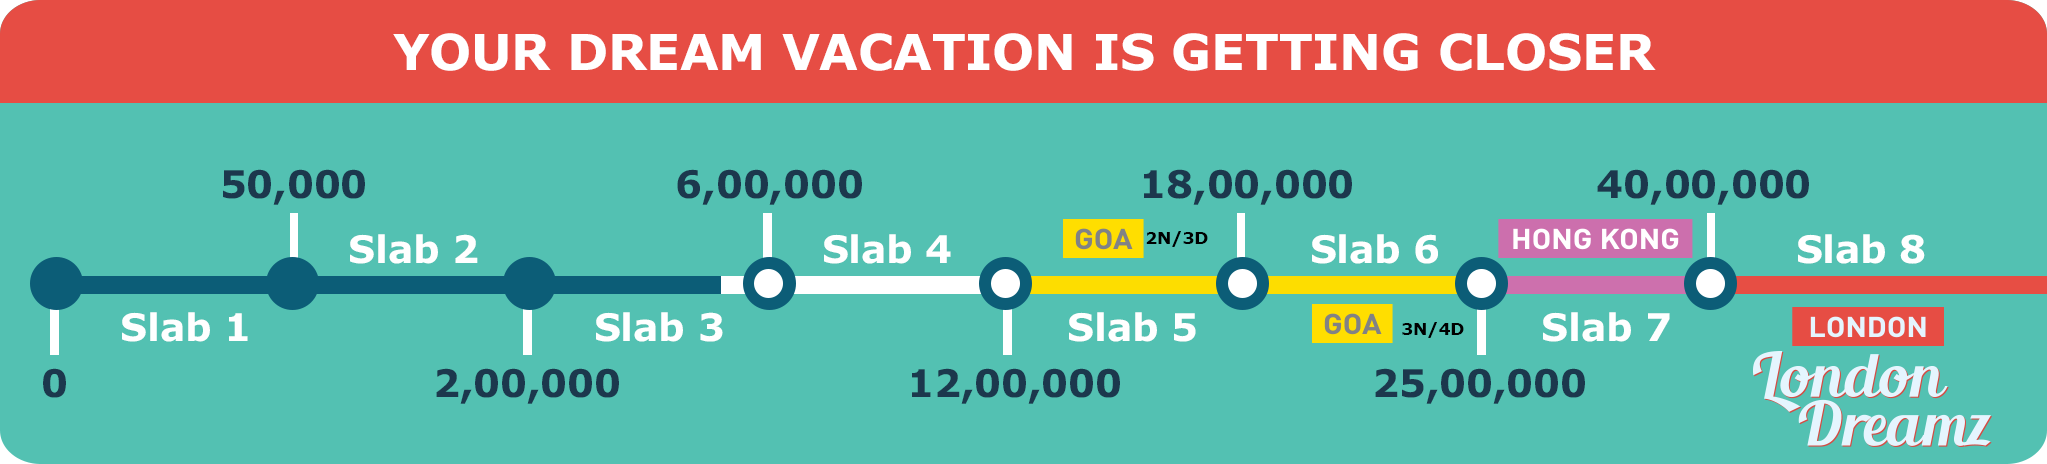 YOUR DREAM VACATION IS GETTING CLOSER
50,000
6,00,000
18,00,000
40,00,000
Slab 2
Slab 4
GOA 2N/3D
Slab 6
HONG KONG
Slab 8
Slab 1
Slab 3
Slab 5
GOA 3N/4D
Slab 7
LONDON
0
2,00,000
12,00,000
25,00,000
London
Dreamz